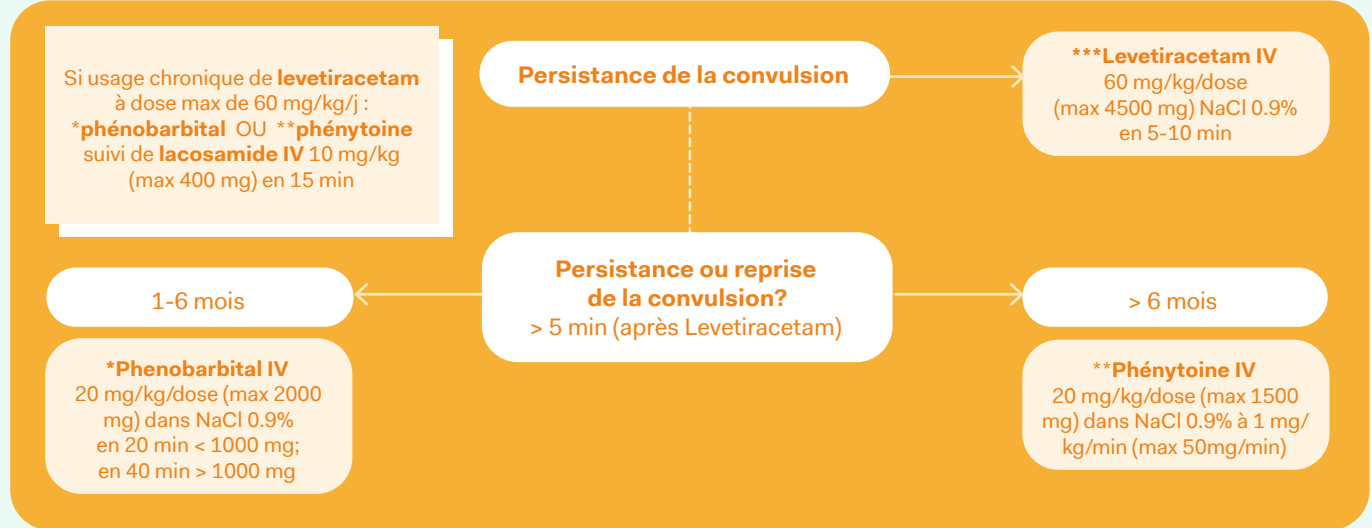 Si usage chronique de levetiracetam
à dose max de 60 mg/kg/j :
*phénobarbital OU **phénytoine
suivi de lacosamide IV 10 mg/kg
(max 400 mg) en 15 min
Persistance de la convulsion
***Levetiracetam IV
60 mg/kg/dose
(max 4500 mg) NaCl 0.9%
en 5-10 min
Persistance ou reprise
de la convulsion?
> 5 min (après Levetiracetam)
1-6 mois
*Phenobarbital IV
20 mg/kg/dose (max 2000
mg) dans NaCl 0.9%
en 20 min < 1000 mg;
en 40 min > 1000 mg
> 6 mois
**Phénytoine IV
20 mg/kg/dose (max 1500
mg) dans NaCl 0.9% à 1 mg/
kg/min (max 50mg/min)